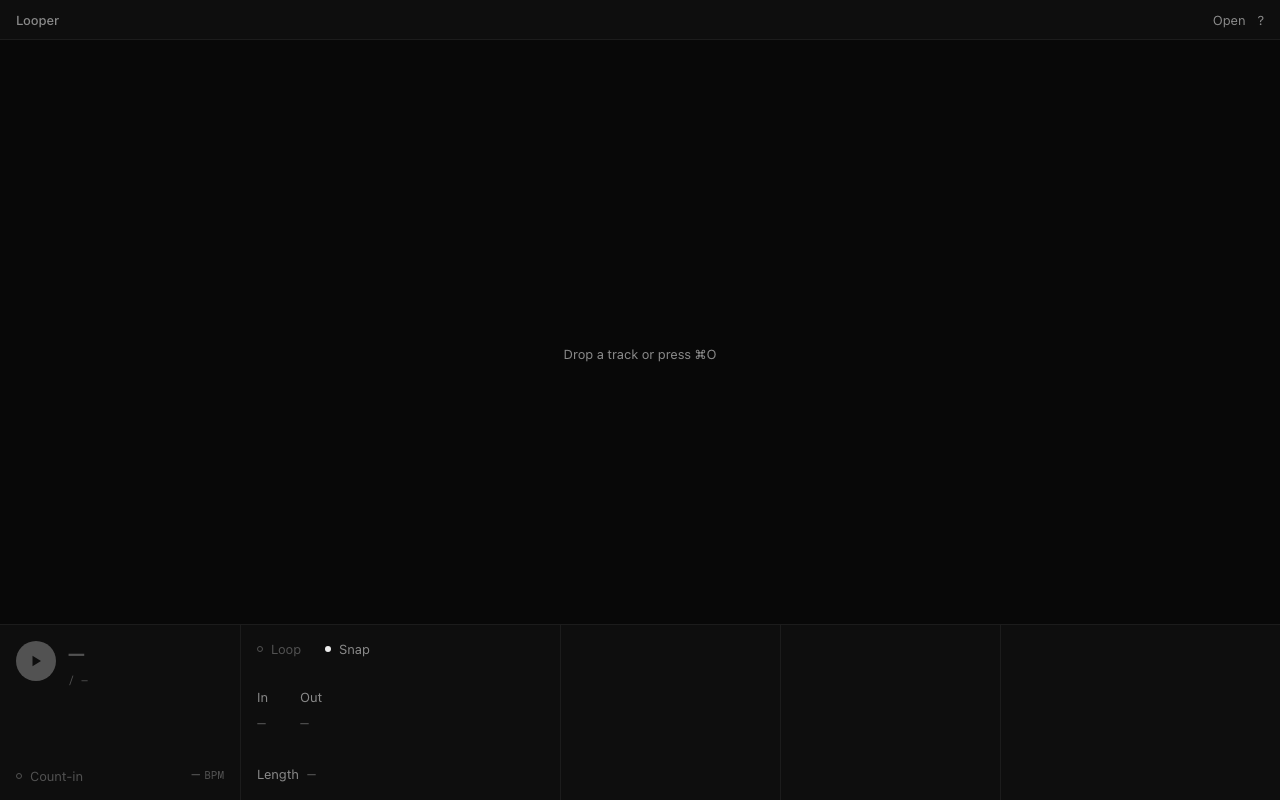 Looper
Open ?
Drop a track or press ⌘O
—
/ –
Loop Snap
In Out
— —
Count-in — BPM
Length —